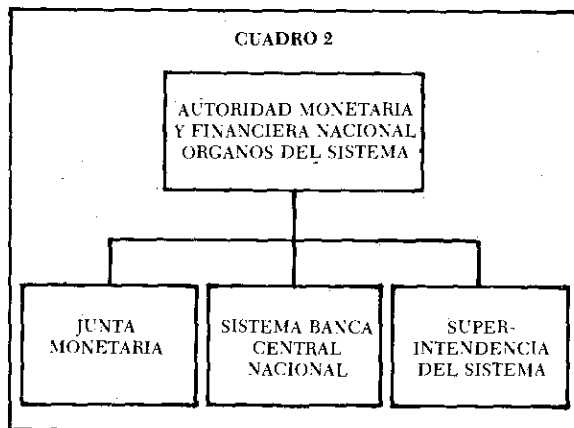 CUADRO 2
AUTORIDAD MONETARIA
Y FINANCIERA NACIONAL
ORGANOS DEL SISTEMA
JUNTA
MONETARIA
SISTEMA BANCA
CENTRAL
NACIONAL
SUPER-
INTENDENCIA
DEL SISTEMA